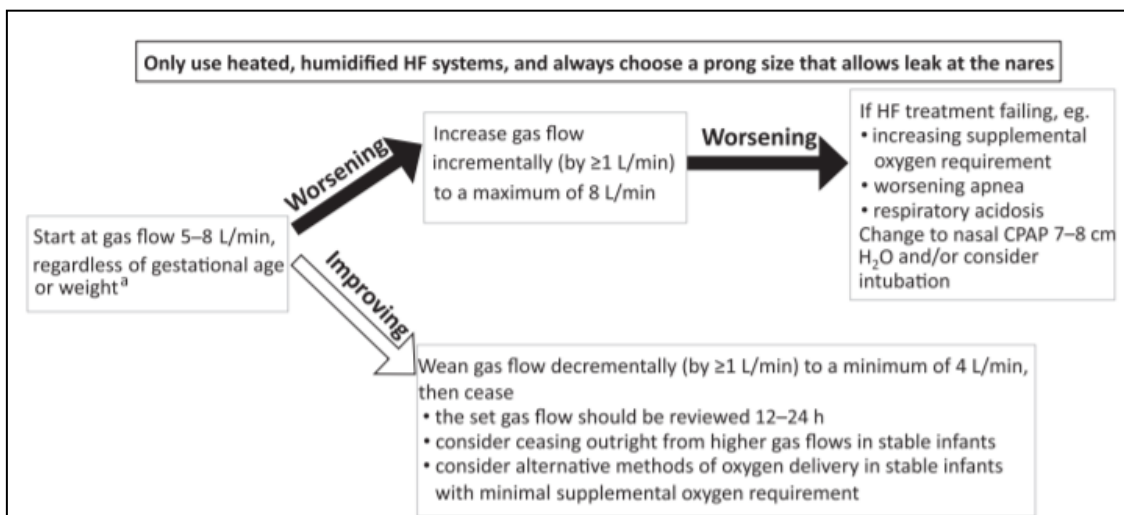 Only use heated, humidified HF systems, and always choose a prong size that allows leak at the nares
Start at gas flow 5–8 L/min,
regardless of gestational age
or weightᵃ
Worsening
Increase gas flow
incrementally (by ≥1 L/min)
to a maximum of 8 L/min
Worsening
If HF treatment failing, eg.
• increasing supplemental
oxygen requirement
• worsening apnea
• respiratory acidosis
Change to nasal CPAP 7–8 cm
H₂O and/or consider
intubation
Improving
Wean gas flow decrementally (by ≥1 L/min) to a minimum of 4 L/min,
then cease
• the set gas flow should be reviewed 12–24 h
• consider ceasing outright from higher gas flows in stable infants
• consider alternative methods of oxygen delivery in stable infants
with minimal supplemental oxygen requirement